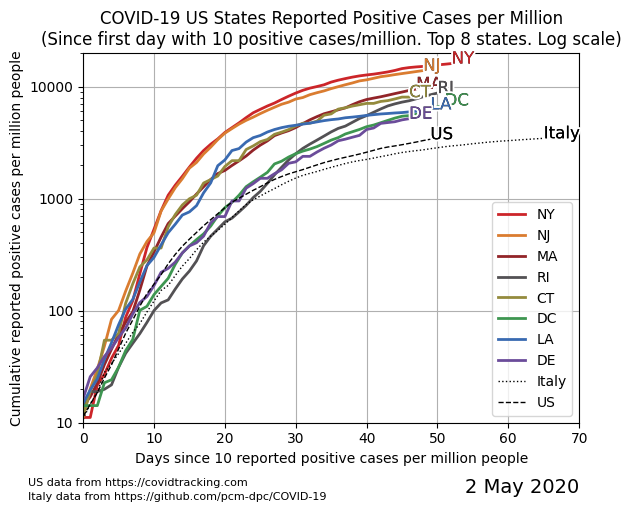 COVID-19 US States Reported Positive Cases per Million
(Since first day with 10 positive cases/million. Top 8 states. Log scale)
Cumulative reported positive cases per million people
10000
1000
100
10
0 10 20 30 40 50 60 70
Days since 10 reported positive cases per million people
NY
NJ
MA
RI
CT
DC
LA
DE
US
Italy
NY
NJ
MA
RI
CT
DC
LA
DE
Italy
US
US data from https://covidtracking.com
Italy data from https://github.com/pcm-dpc/COVID-19
2 May 2020